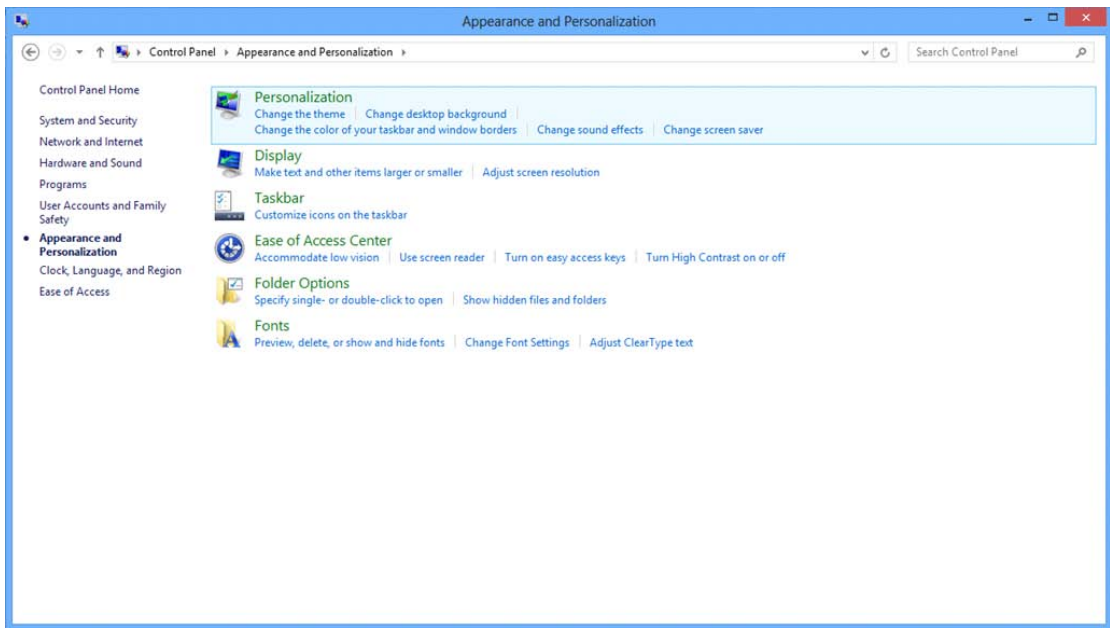 Appearance and Personalization
Control Panel Appearance and Personalization
Search Control Panel
Control Panel Home
System and Security
Network and Internet
Hardware and Sound
Programs
User Accounts and Family
Safety
Appearance and
Personalization
Clock, Language, and Region
Ease of Access
Personalization
Change the theme Change desktop background
Change the color of your taskbar and window borders Change sound effects Change screen saver
Display
Make text and other items larger or smaller Adjust screen resolution
Taskbar
Customize icons on the taskbar
Ease of Access Center
Accommodate low vision Use screen reader Turn on easy access keys Turn High Contrast on or off
Folder Options
Specify single- or double-click to open Show hidden files and folders
Fonts
Preview, delete, or show and hide fonts Change Font Settings Adjust ClearType text